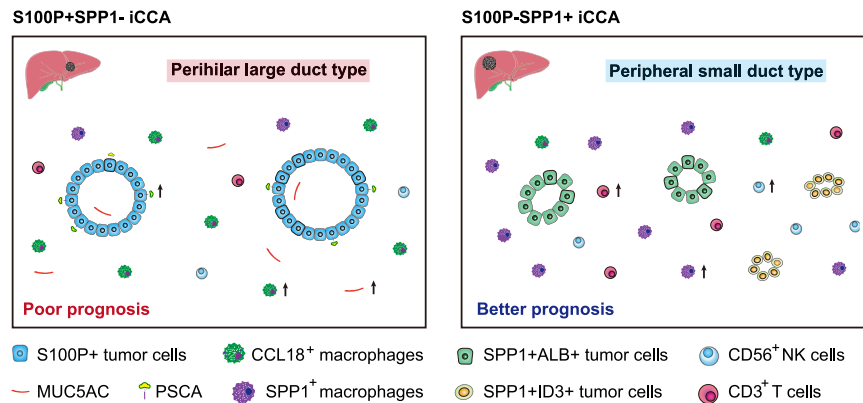 S100P+SPP1- iCCA
Perihilar large duct type
Poor prognosis
S100P-SPP1+ iCCA
Peripheral small duct type
Better prognosis
S100P+ tumor cells
CCL18+ macrophages
SPP1+ALB+ tumor cells
CD56+ NK cells
MUC5AC
PSCA
SPP1+ macrophages
SPP1+ID3+ tumor cells
CD3+ T cells